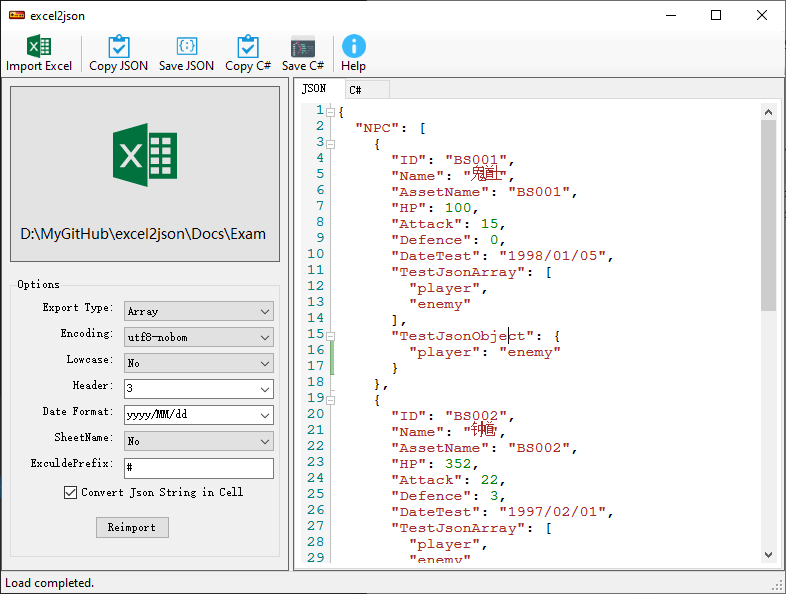 excel2json
Import Excel
Copy JSON
Save JSON
Copy C#
Save C#
Help
D:\MyGitHub\excel2json\Docs\Exam
Options
Export Type: Array
Encoding: utf8-nobom
Lowcase: No
Header: 3
Date Format: yyyy/MM/dd
SheetName: No
ExculdePrefix: #
Convert Json String in Cell
Reimport
JSON
C#
1 {
2 "NPC": [
3 {
4 "ID": "BS001",
5 "Name": "鬼道士",
6 "AssetName": "BS001",
7 "HP": 100,
8 "Attack": 15,
9 "Defence": 0,
10 "DateTest": "1998/01/05",
11 "TestJsonArray": [
12 "player",
13 "enemy"
14 ],
15 "TestJsonObject": {
16 "player": "enemy"
17 }
18 },
19 {
20 "ID": "BS002",
21 "Name": "钟道",
22 "AssetName": "BS002",
23 "HP": 352,
24 "Attack": 22,
25 "Defence": 3,
26 "DateTest": "1997/02/01",
27 "TestJsonArray": [
28 "player",
29 "enemy"
Load completed.